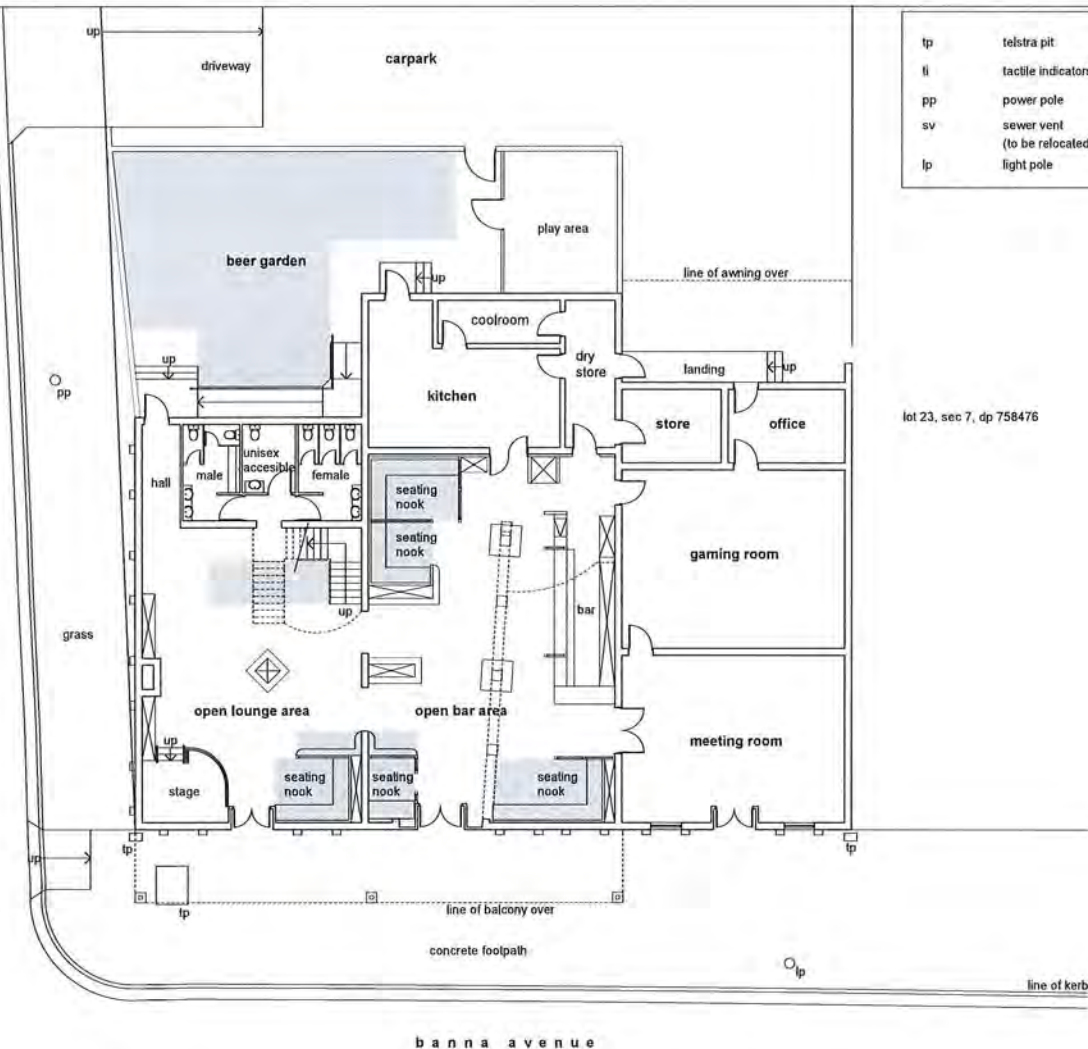 up
driveway
carpark
tp telstra pit
ti tactile indicators
pp power pole
sv sewer vent
(to be relocated
lp light pole
play area
beer garden
up
line of awning over
coolroom
up
dry
store
landing
up
pp
kitchen
store
office
lot 23, sec 7, dp 758476
hall
male
unisex
accesible
female
seating
nook
seating
nook
gaming room
up
bar
grass
open lounge area
open bar area
up
meeting room
stage
seating
nook
seating
nook
seating
nook
tp
tp
up
tp
line of balcony over
concrete footpath
lp
line of kerb
banna avenue